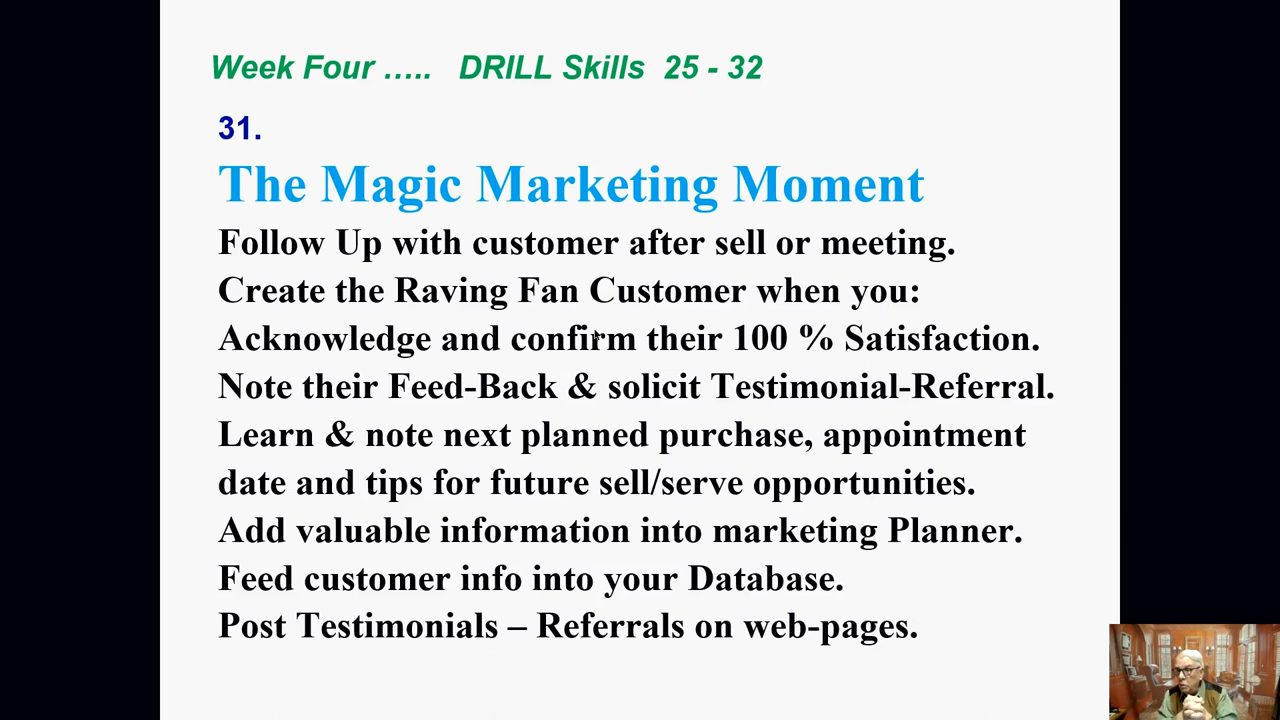 Week Four ….. DRILL Skills 25 - 32
31.
The Magic Marketing Moment
Follow Up with customer after sell or meeting.
Create the Raving Fan Customer when you:
Acknowledge and confirm their 100 % Satisfaction.
Note their Feed-Back & solicit Testimonial-Referral.
Learn & note next planned purchase, appointment
date and tips for future sell/serve opportunities.
Add valuable information into marketing Planner.
Feed customer info into your Database.
Post Testimonials – Referrals on web-pages.